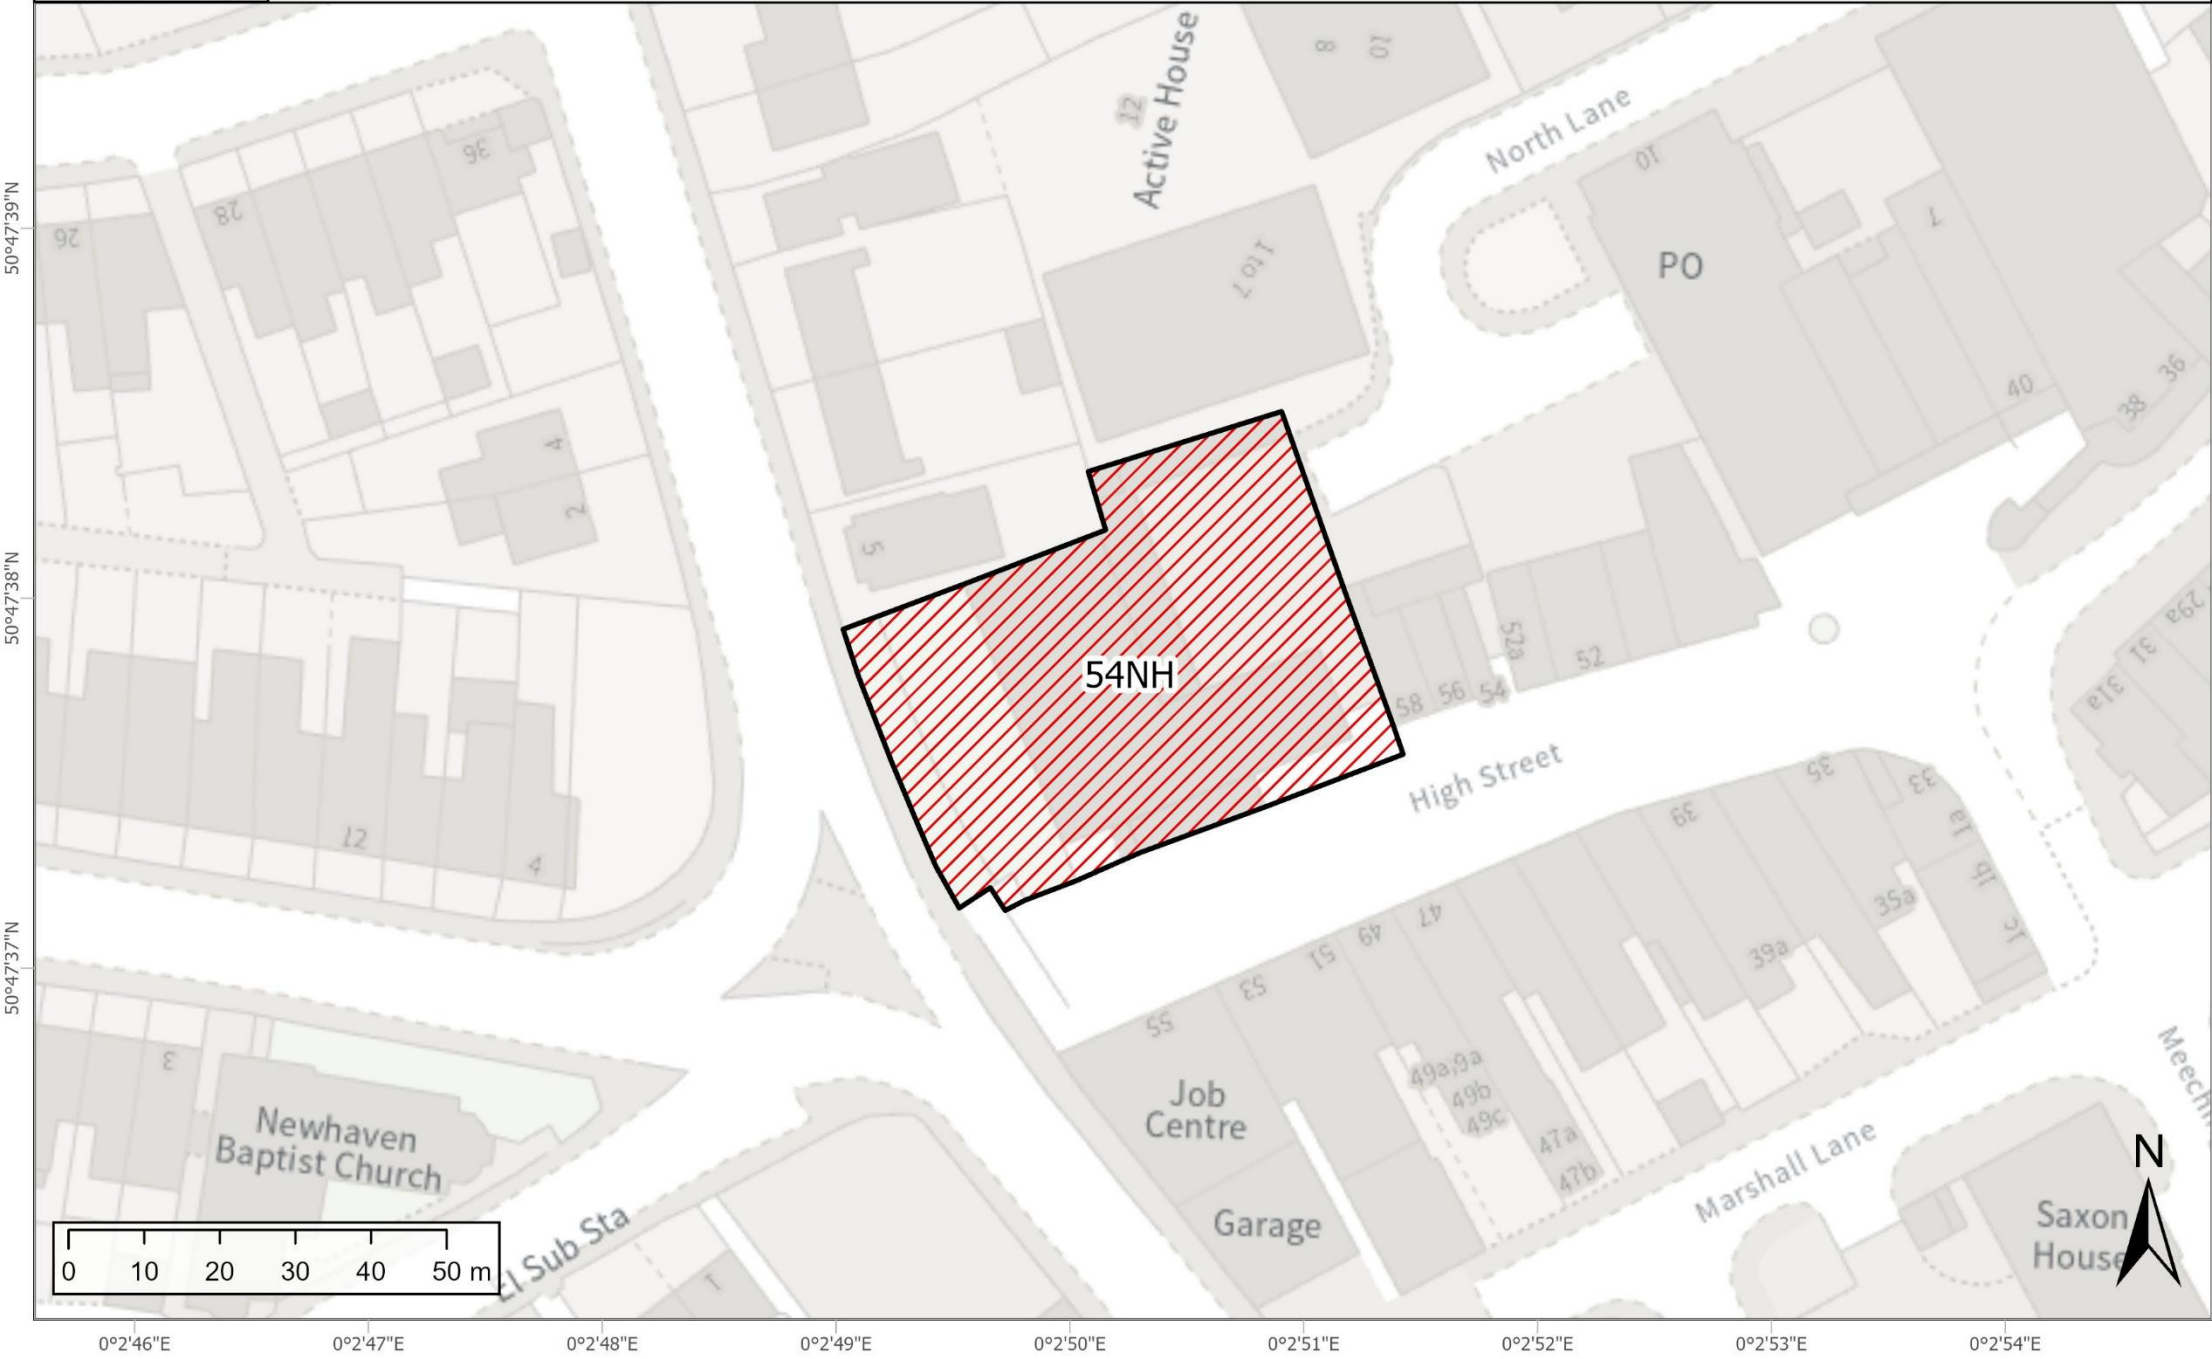 50°47'39"N
50°47'38"N
50°47'37"N
8
10
12
Active House
North Lane
36
28
26
10
7
PO
1 to 7
40
38
36
4
2
5
54NH
58
56
54
52a
52
29a
31
31a
High Street
12
4
39
35
33
1a
1b
1c
35a
39a
47
49
51
53
55
49a;9a
49b
49c
47a
47b
Job
Centre
Garage
Marshall Lane
Meechin
Saxon
House
N
3
Newhaven
Baptist Church
El Sub Sta
1
0 10 20 30 40 50 m
0°2'46"E 0°2'47"E 0°2'48"E 0°2'49"E 0°2'50"E 0°2'51"E 0°2'52"E 0°2'53"E 0°2'54"E